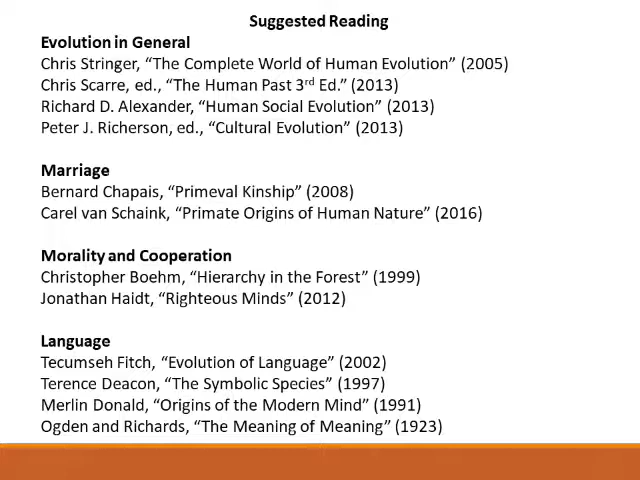 Suggested Reading
Evolution in General
Chris Stringer, “The Complete World of Human Evolution” (2005)
Chris Scarre, ed., “The Human Past 3rd Ed.” (2013)
Richard D. Alexander, “Human Social Evolution” (2013)
Peter J. Richerson, ed., “Cultural Evolution” (2013)
Marriage
Bernard Chapais, “Primeval Kinship” (2008)
Carel van Schaink, “Primate Origins of Human Nature” (2016)
Morality and Cooperation
Christopher Boehm, “Hierarchy in the Forest” (1999)
Jonathan Haidt, “Righteous Minds” (2012)
Language
Tecumseh Fitch, “Evolution of Language” (2002)
Terence Deacon, “The Symbolic Species” (1997)
Merlin Donald, “Origins of the Modern Mind” (1991)
Ogden and Richards, “The Meaning of Meaning” (1923)